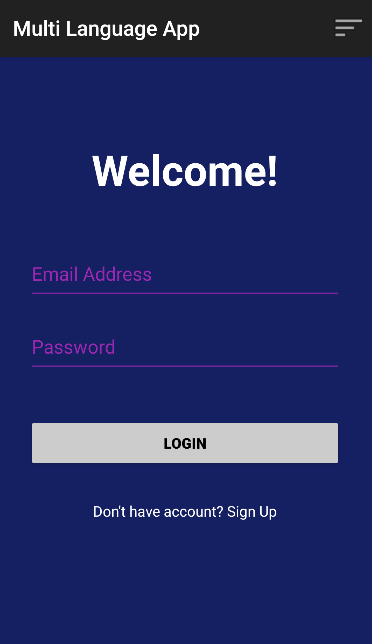 Multi Language App
Welcome!
Email Address
Password
LOGIN
Don't have account? Sign Up